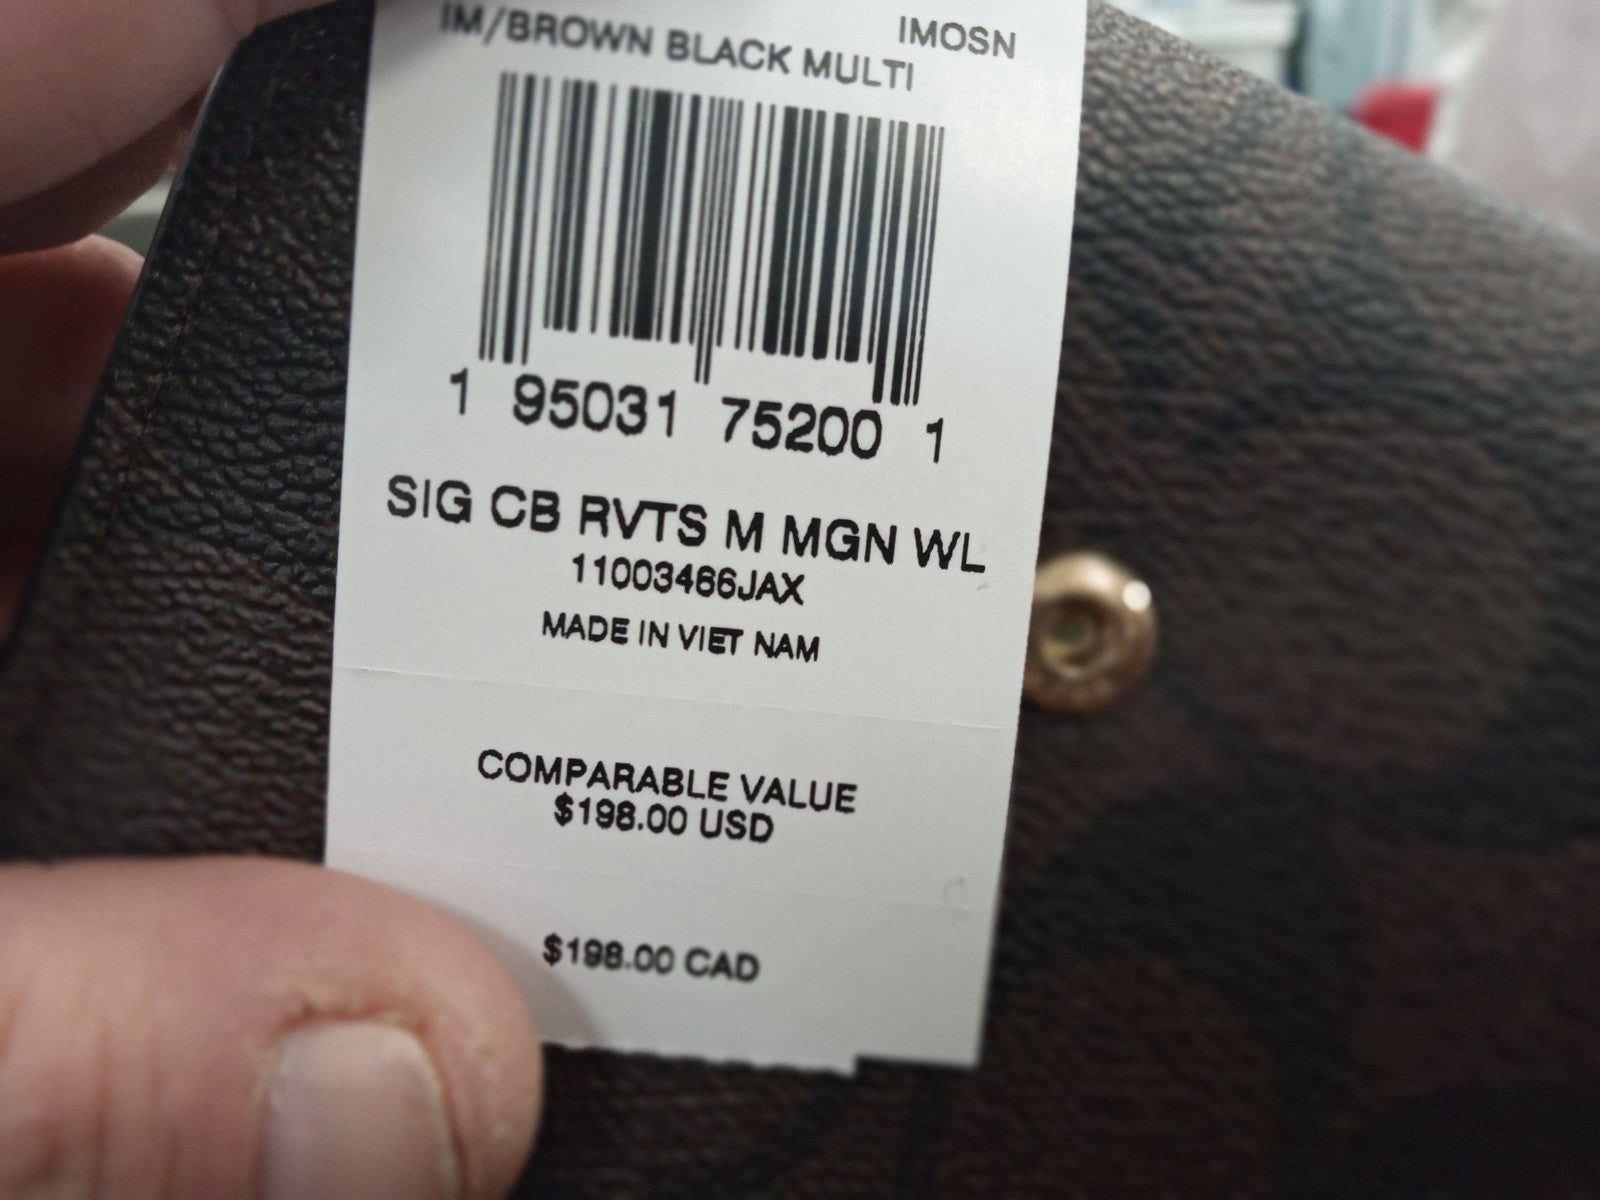 IM/BROWN BLACK MULTI
IMOSN
1 95031 75200 1
SIG CB RVTS M MGN WL
11003466JAX
MADE IN VIET NAM
COMPARABLE VALUE
$198.00 USD
$198.00 CAD